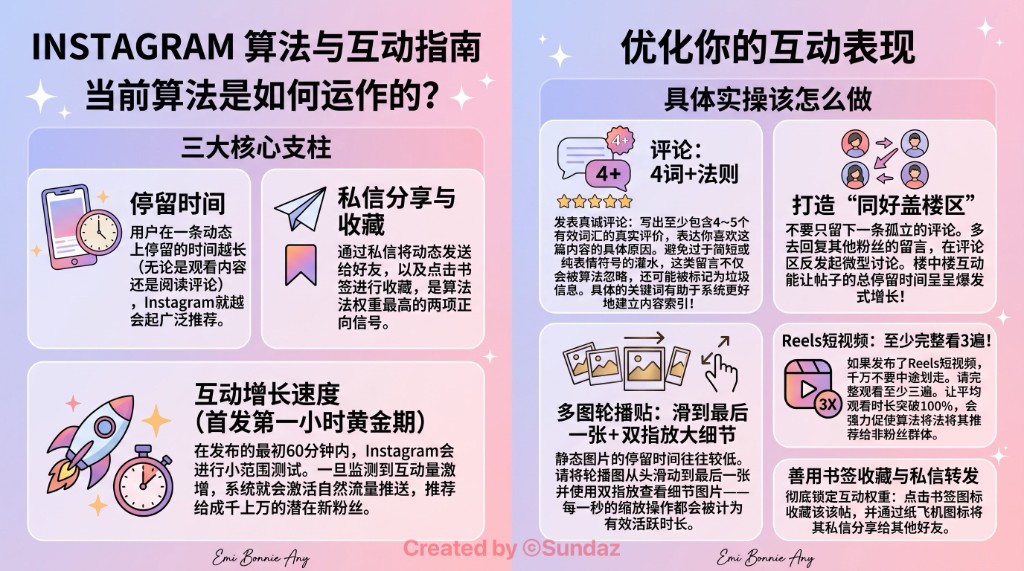 INSTAGRAM 算法与互动指南
当前算法是如何运作的?
三大核心支柱
停留时间
用户在一条动态
上停留的时间越长
（无论是观看内容
还是阅读评论）
，Instagram就越
会起广泛推荐。
私信分享与
收藏
通过私信将动态发送
给好友，以及点击书
签进行收藏，是算法
法权重最高的两项正
向信号。
互动增长速度
（首发第一小时黄金期）
在发布的最初60分钟内，Instagram会
进行小范围测试。一旦监测到互动量激
增，系统就会激活自然流量推送，推荐
给成千上万的潜在新粉丝。
Emi Bonnie Any
优化你的互动表现
具体实操该怎么做
4+
4+
评论：
4词+法则
发表真诚评论：写出至少包含4~5个
有效词汇的真实评价，表达你喜欢这
篇内容的具体原因。避免过于简短或
纯表情符号的灌水，这类留言不仅
会被算法忽略，还可能被标记为垃圾
信息。具体的关键词有助于系统更好
地建立内容索引！
打造“同好盖楼区”
不要只留下一条孤立的评论。多
去回复其他粉丝的留言，在评论
区反发起微型讨论。楼中楼互动
能让帖子的总停留时间呈呈爆发
式增长！
多图轮播贴：滑到最后
一张+双指放大细节
静态图片的停留时间往往较低。
请将轮播图从头滑动到最后一张
并使用双指放查看细节图片——
每一秒的缩放操作都会被计为
有效活跃时长。
Reels短视频：至少完整看3遍！
3X
如果发布了Reels短视频，
千万不要中途划走。请完
整观看至少三遍。让平均
观看时长突破100%，会
强力促使算法将法将其推
荐给非粉丝群体。
善用书签收藏与私信转发
彻底锁定互动权重：点击书签图标
收藏该该帖，并通过纸飞机图标将
其私信分享给其他好友。
Emi Bonnie Any
Created by ©Sundaz